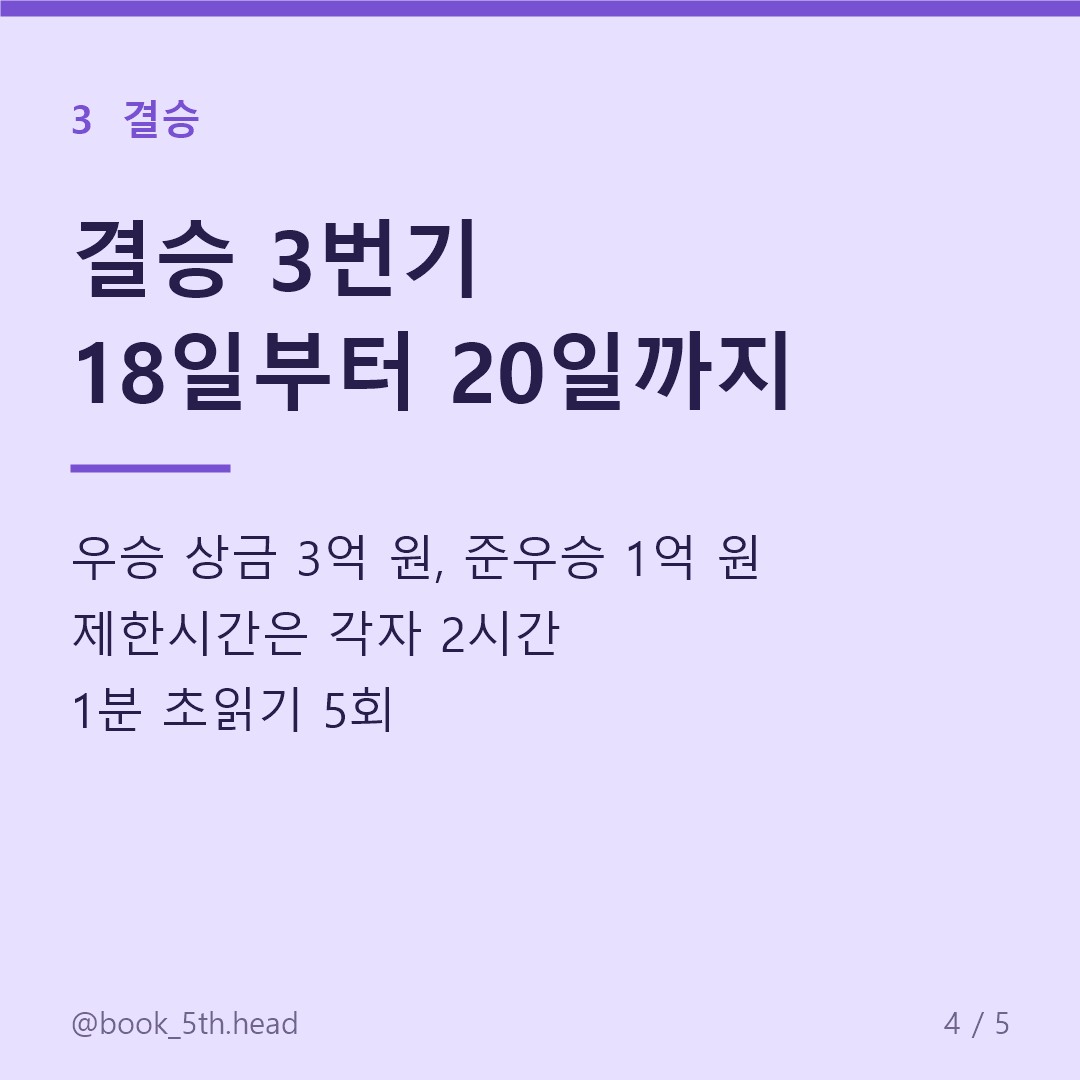 3 결승
결승 3번기
18일부터 20일까지
우승 상금 3억 원, 준우승 1억 원
제한시간은 각자 2시간
1분 초읽기 5회
@book_5th.head
4 / 5